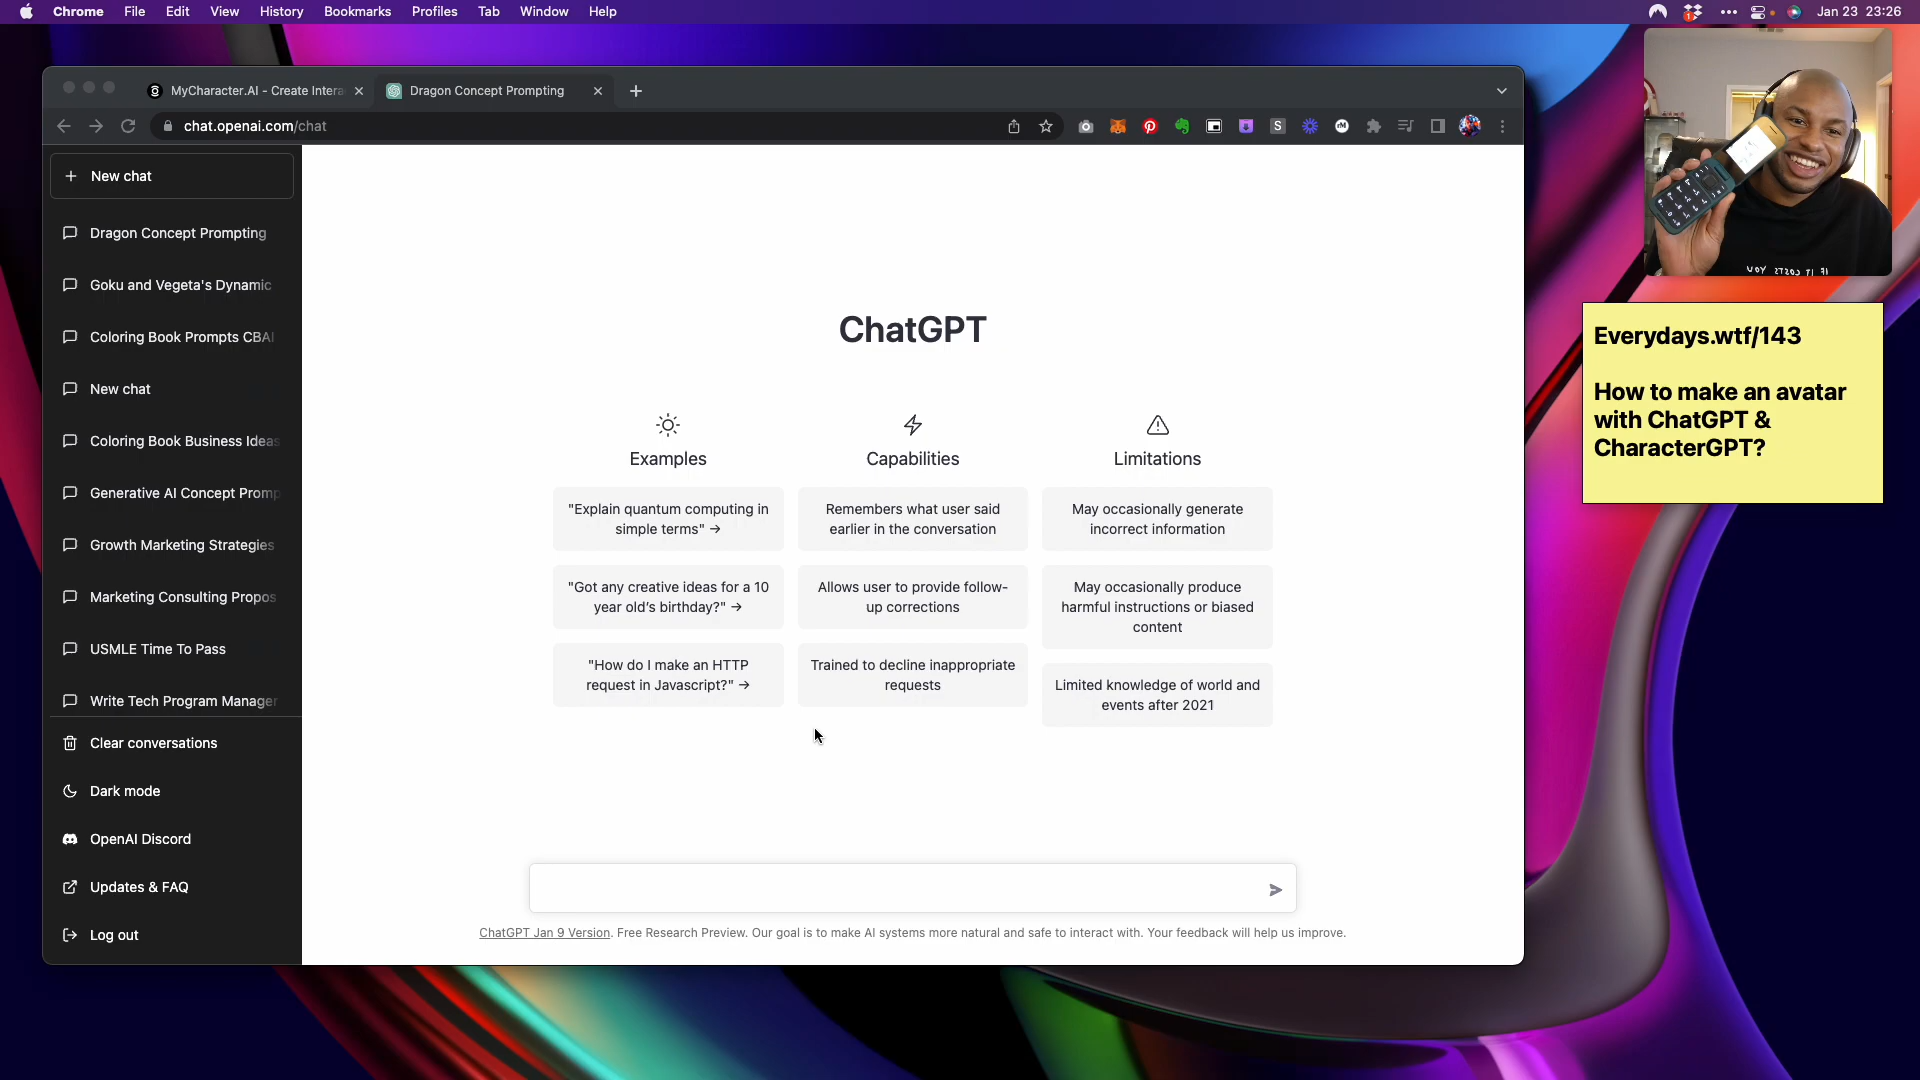 Chrome File Edit View History Bookmarks Profiles Tab Window Help
1
Jan 23 23:26
MyCharacter.AI - Create Intera
Dragon Concept Prompting
chat.openai.com/chat
New chat
Dragon Concept Prompting
Goku and Vegeta's Dynamic
Coloring Book Prompts CBAI
New chat
Coloring Book Business Ideas
Generative AI Concept Promp
Growth Marketing Strategies
Marketing Consulting Propos
USMLE Time To Pass
Write Tech Program Manager
Clear conversations
Dark mode
OpenAI Discord
Updates & FAQ
Log out
ChatGPT
Examples
"Explain quantum computing in
simple terms" →
"Got any creative ideas for a 10
year old's birthday?" →
"How do I make an HTTP
request in Javascript?" →
Capabilities
Remembers what user said
earlier in the conversation
Allows user to provide follow-
up corrections
Trained to decline inappropriate
requests
Limitations
May occasionally generate
incorrect information
May occasionally produce
harmful instructions or biased
content
Limited knowledge of world and
events after 2021
ChatGPT Jan 9 Version. Free Research Preview. Our goal is to make AI systems more natural and safe to interact with. Your feedback will help us improve.
IF IT COSTS YOU
Everydays.wtf/143
How to make an avatar
with ChatGPT &
CharacterGPT?